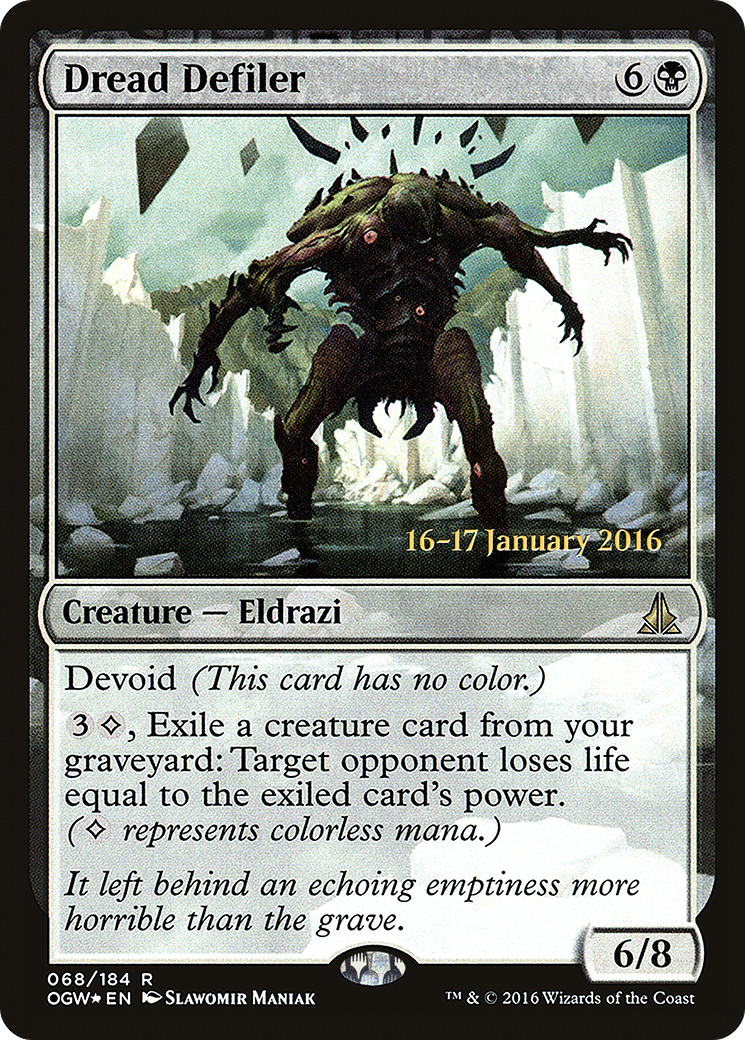 Dread Defiler 6
16-17 January 2016
Creature — Eldrazi
Devoid (This card has no color.)
3, Exile a creature card from your
graveyard: Target opponent loses life
equal to the exiled card's power.
( represents colorless mana.)
It left behind an echoing emptiness more
horrible than the grave.
6/8
068/184 R
OGW★EN Slawomir Maniak
™ & © 2016 Wizards of the Coast